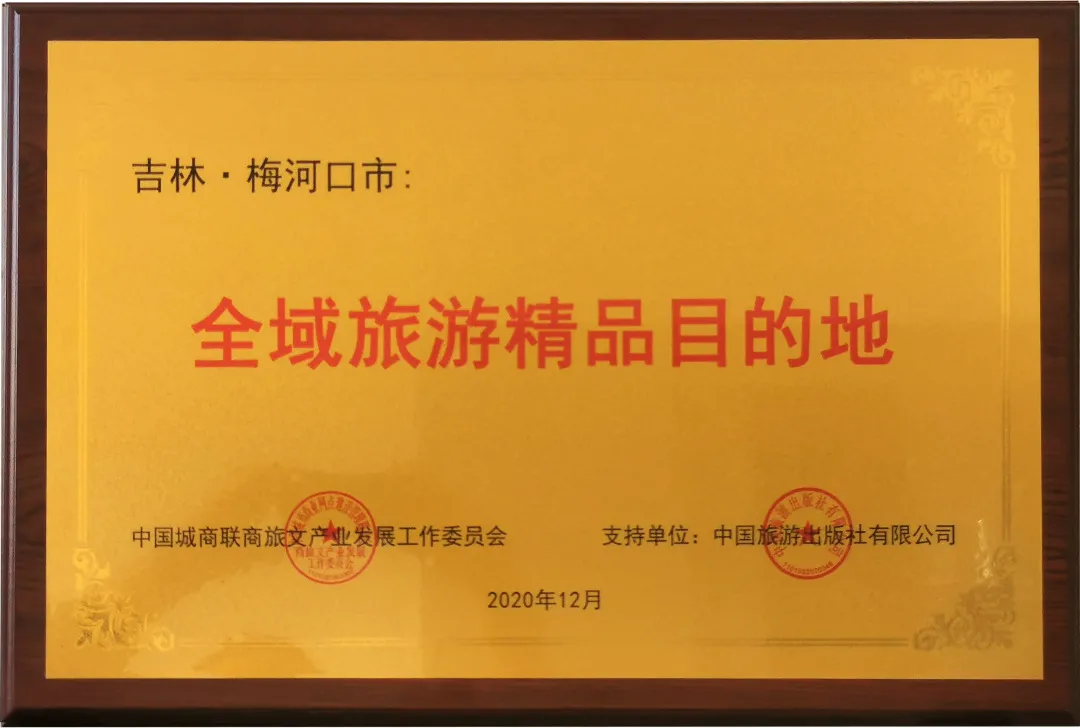 吉林·梅河口市:
全域旅游精品目的地
中国城商联商旅文产业发展工作委员会
支持单位：中国旅游出版社有限公司
2020年12月